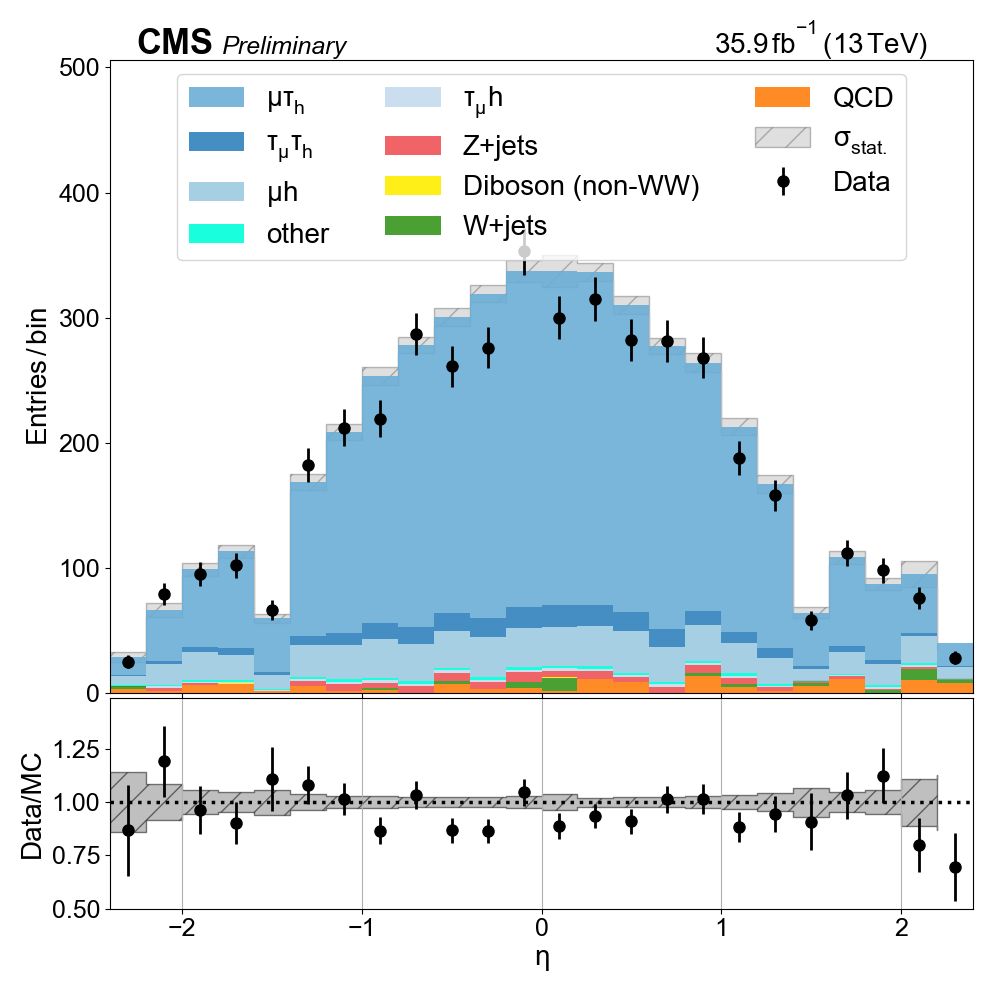 CMS Preliminary 35.9 fb⁻¹ (13 TeV)
500
400
300
200
100
0
Entries / bin
μτh
τμτh
μh
other
τμh
Z+jets
Diboson (non-WW)
W+jets
QCD
σstat.
Data
1.25
1.00
0.75
0.50
Data/MC
−2 −1 0 1 2
η